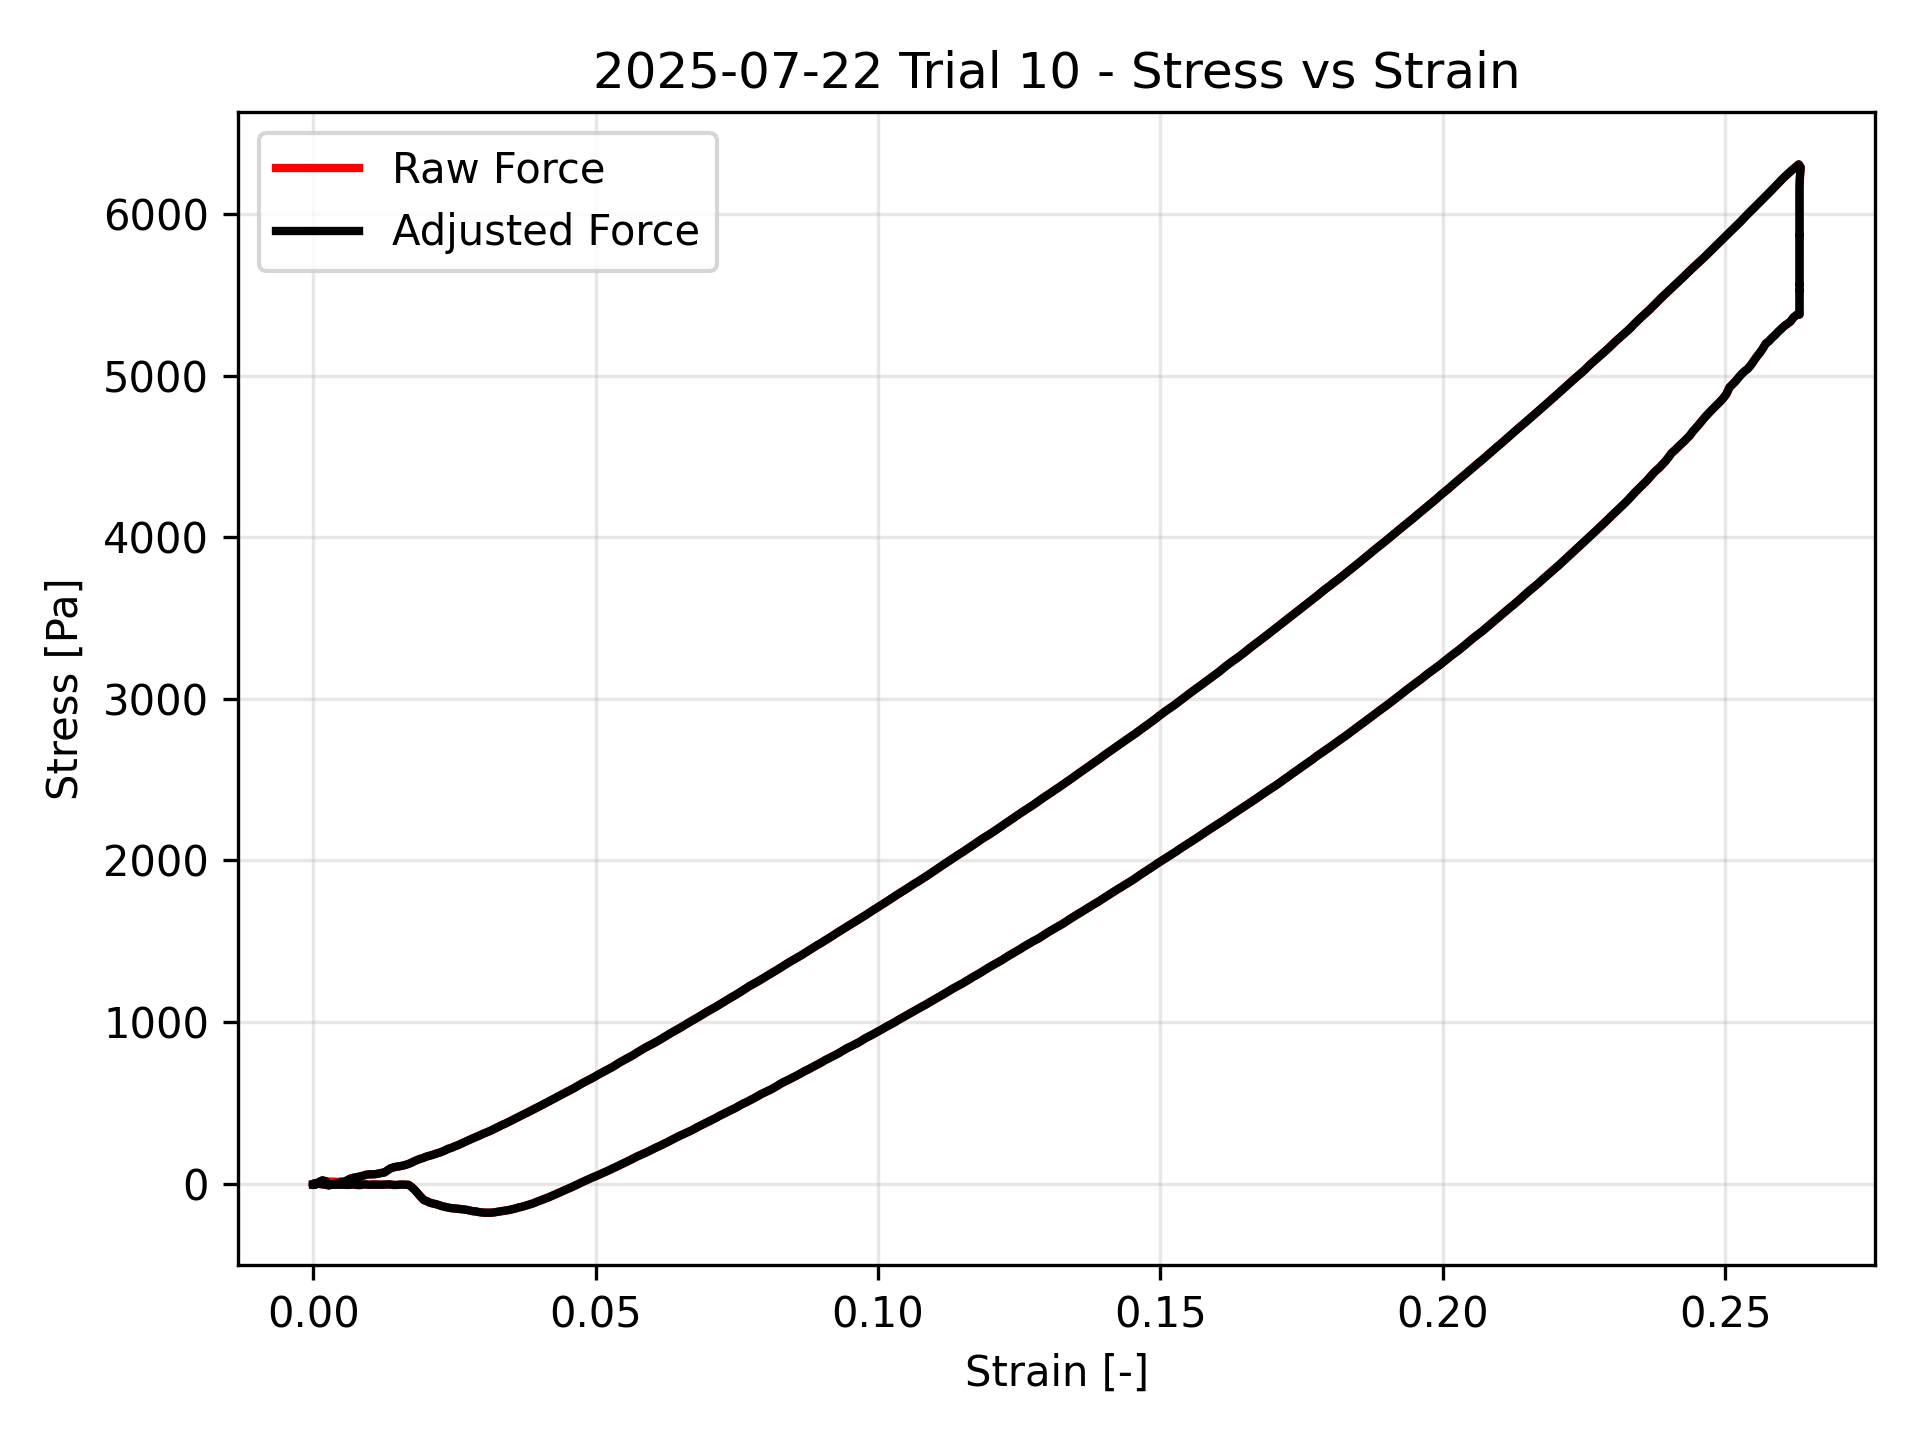 2025-07-22 Trial 10 - Stress vs Strain
Raw Force
Adjusted Force
6000
5000
4000
3000
2000
1000
0
Stress [Pa]
0.00 0.05 0.10 0.15 0.20 0.25
Strain [-]